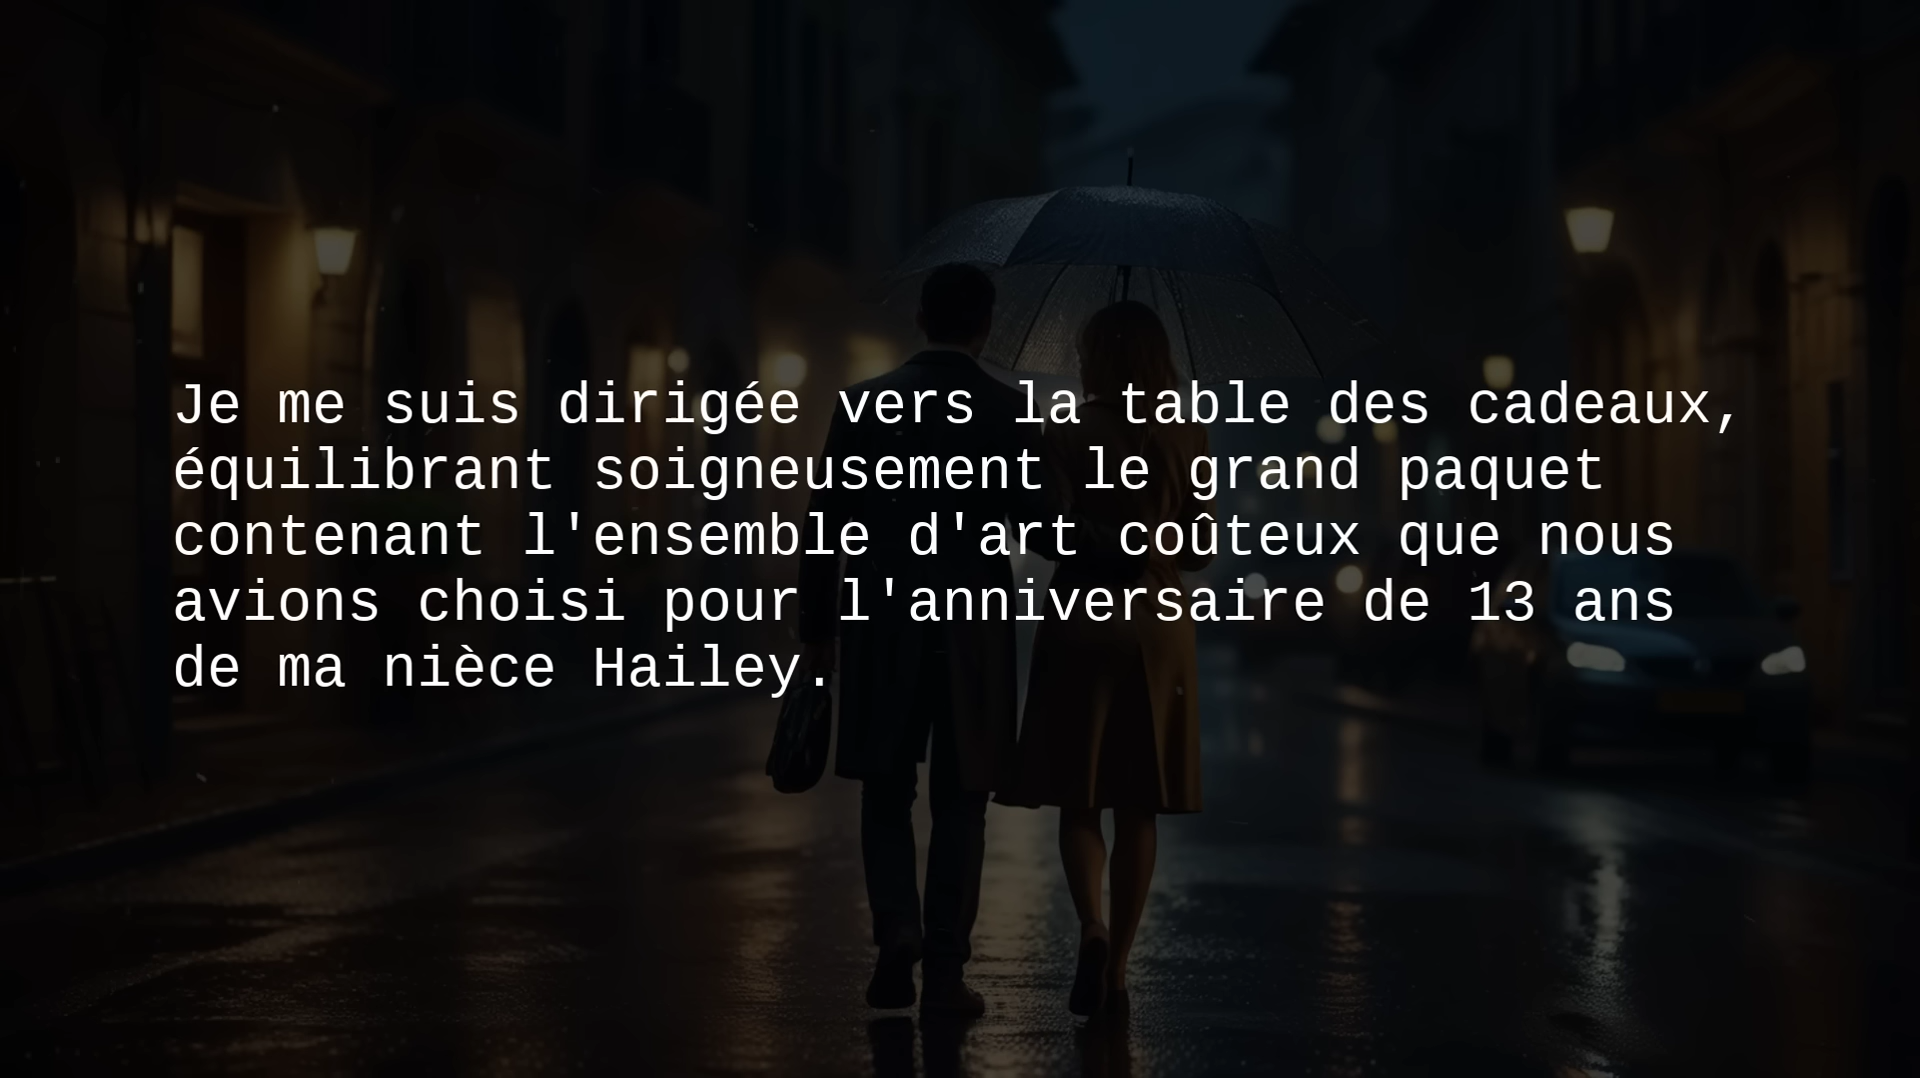 Je me suis dirigée vers la table des cadeaux,
équilibrant soigneusement le grand paquet
contenant l'ensemble d'art coûteux que nous
avions choisi pour l'anniversaire de 13 ans
de ma nièce Hailey.